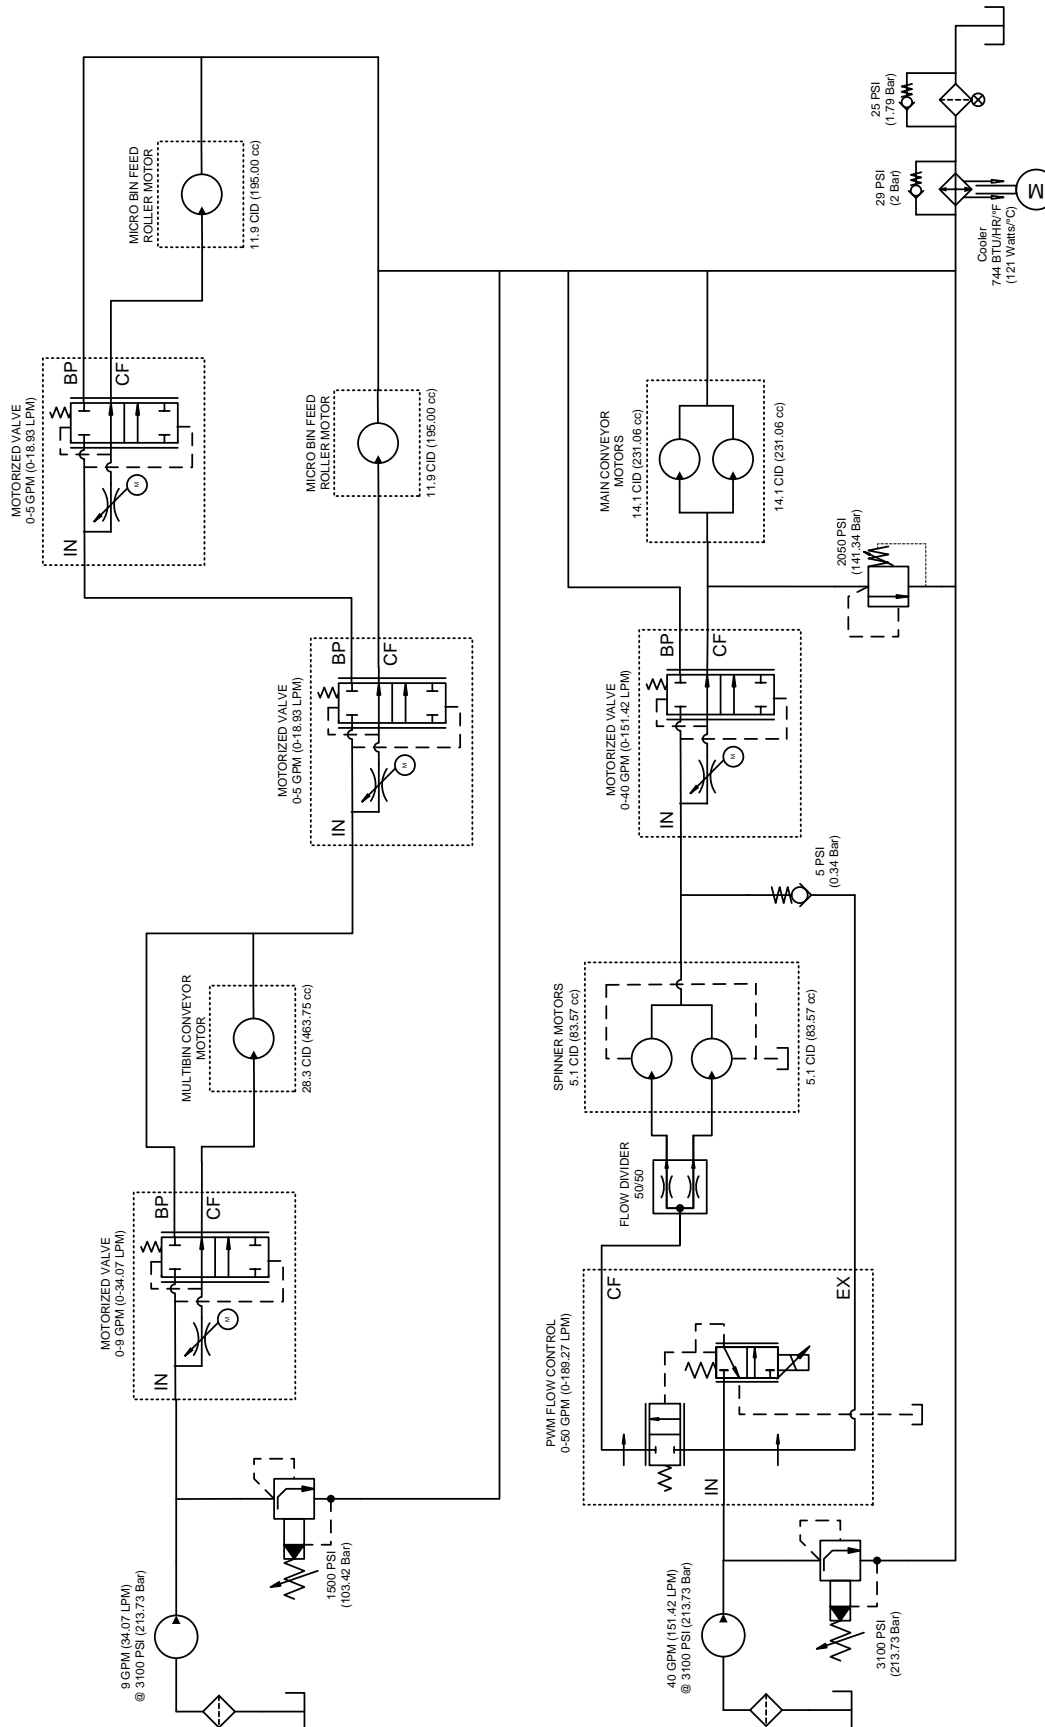 9 GPM (34.07 LPM)
@ 3100 PSI (213.73 Bar)
1500 PSI
(103.42 Bar)
MOTORIZED VALVE
0-9 GPM (0-34.07 LPM)
IN
BP
CF
M
MULTIBIN CONVEYOR
MOTOR
28.3 CID (463.75 cc)
MOTORIZED VALVE
0-5 GPM (0-18.93 LPM)
IN
BP
CF
M
MICRO BIN FEED
ROLLER MOTOR
11.9 CID (195.00 cc)
MOTORIZED VALVE
0-5 GPM (0-18.93 LPM)
IN
BP
CF
M
MICRO BIN FEED
ROLLER MOTOR
11.9 CID (195.00 cc)
40 GPM (151.42 LPM)
@ 3100 PSI (213.73 Bar)
3100 PSI
(213.73 Bar)
PWM FLOW CONTROL
0-50 GPM (0-189.27 LPM)
IN
CF
EX
FLOW DIVIDER
50/50
SPINNER MOTORS
5.1 CID (83.57 cc)
5.1 CID (83.57 cc)
5 PSI
(0.34 Bar)
MOTORIZED VALVE
0-40 GPM (0-151.42 LPM)
IN
BP
CF
M
MAIN CONVEYOR
MOTORS
14.1 CID (231.06 cc)
14.1 CID (231.06 cc)
2050 PSI
(141.34 Bar)
29 PSI
(2 Bar)
Cooler
744 BTU/HR/°F
(121 Watts/°C)
M
25 PSI
(1.79 Bar)